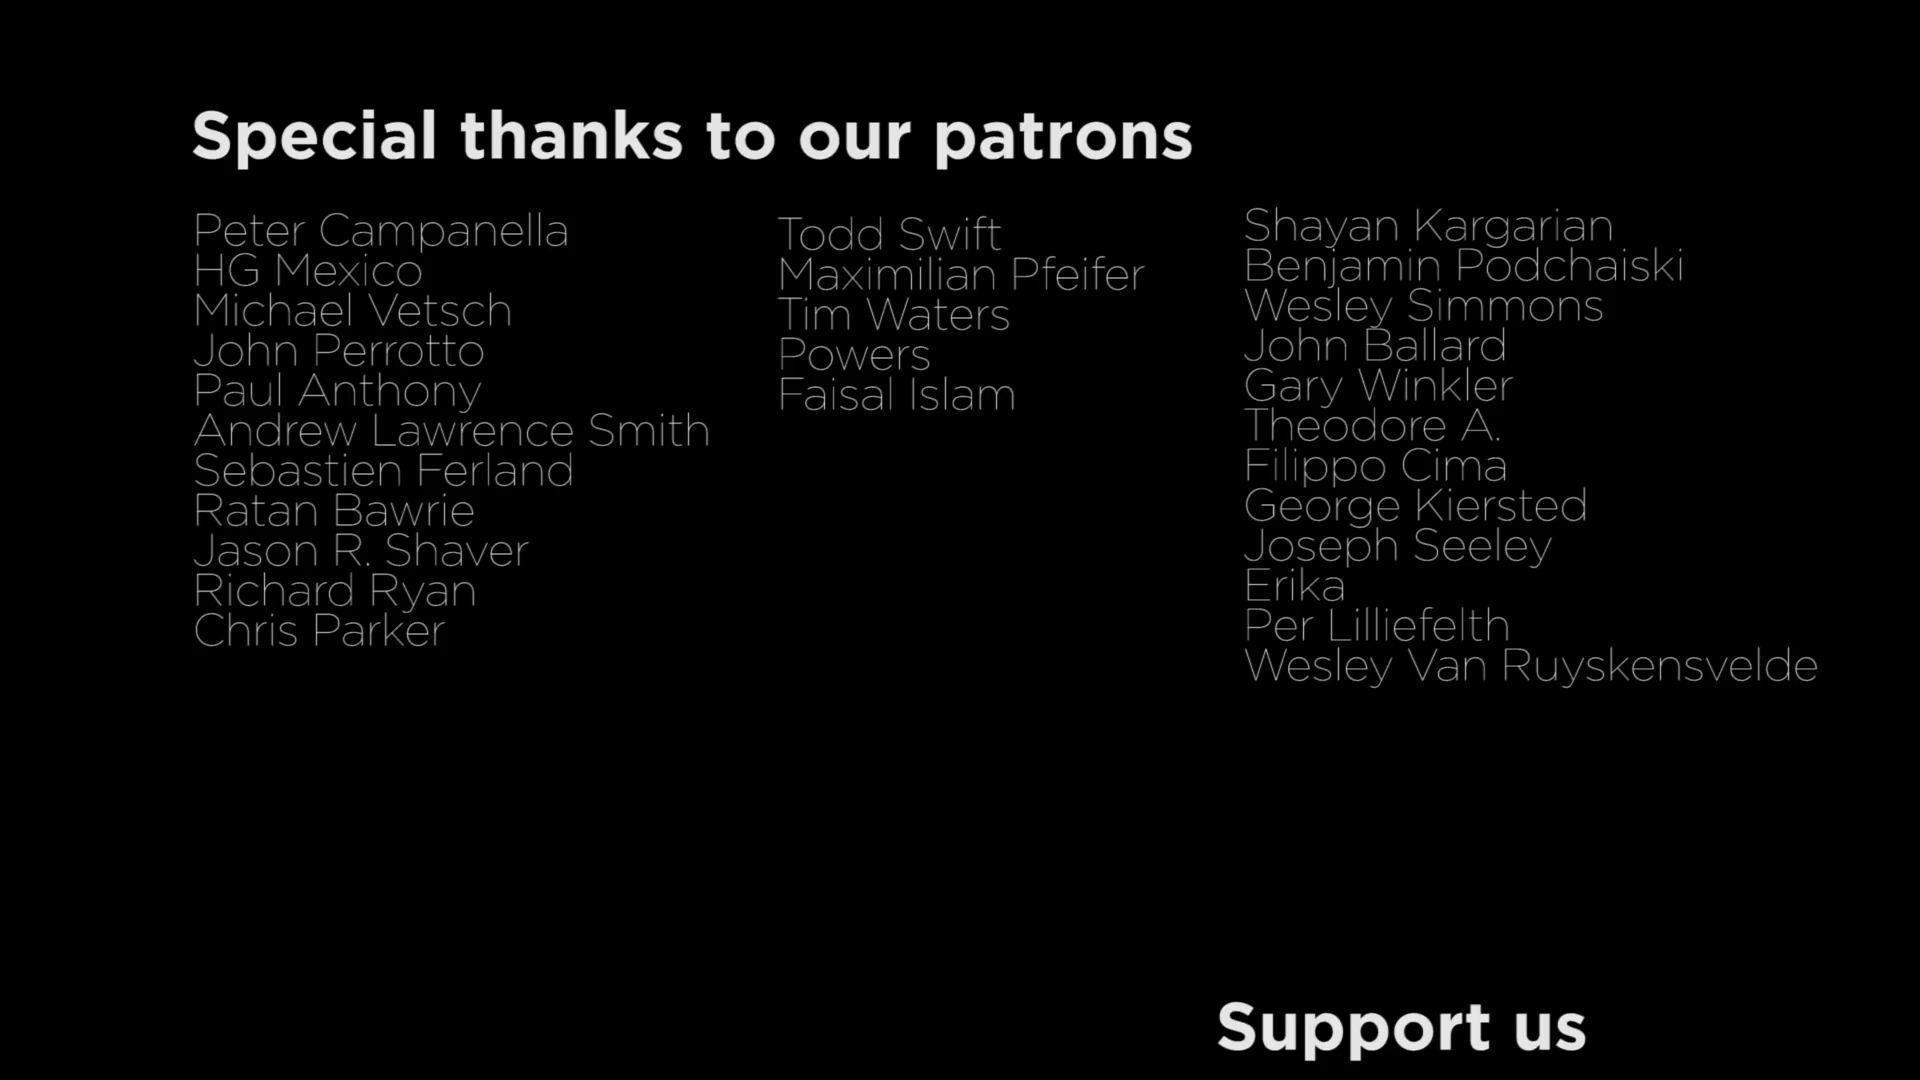 Special thanks to our patrons
Peter Campanella
HG Mexico
Michael Vetsch
John Perrotto
Paul Anthony
Andrew Lawrence Smith
Sebastien Ferland
Ratan Bawrie
Jason R. Shaver
Richard Ryan
Chris Parker
Todd Swift
Maximilian Pfeifer
Tim Waters
Powers
Faisal Islam
Shayan Kargarian
Benjamin Podchaiski
Wesley Simmons
John Ballard
Gary Winkler
Theodore A.
Filippo Cima
George Kiersted
Joseph Seeley
Erika
Per Lilliefelth
Wesley Van Ruyskensvelde
Support us